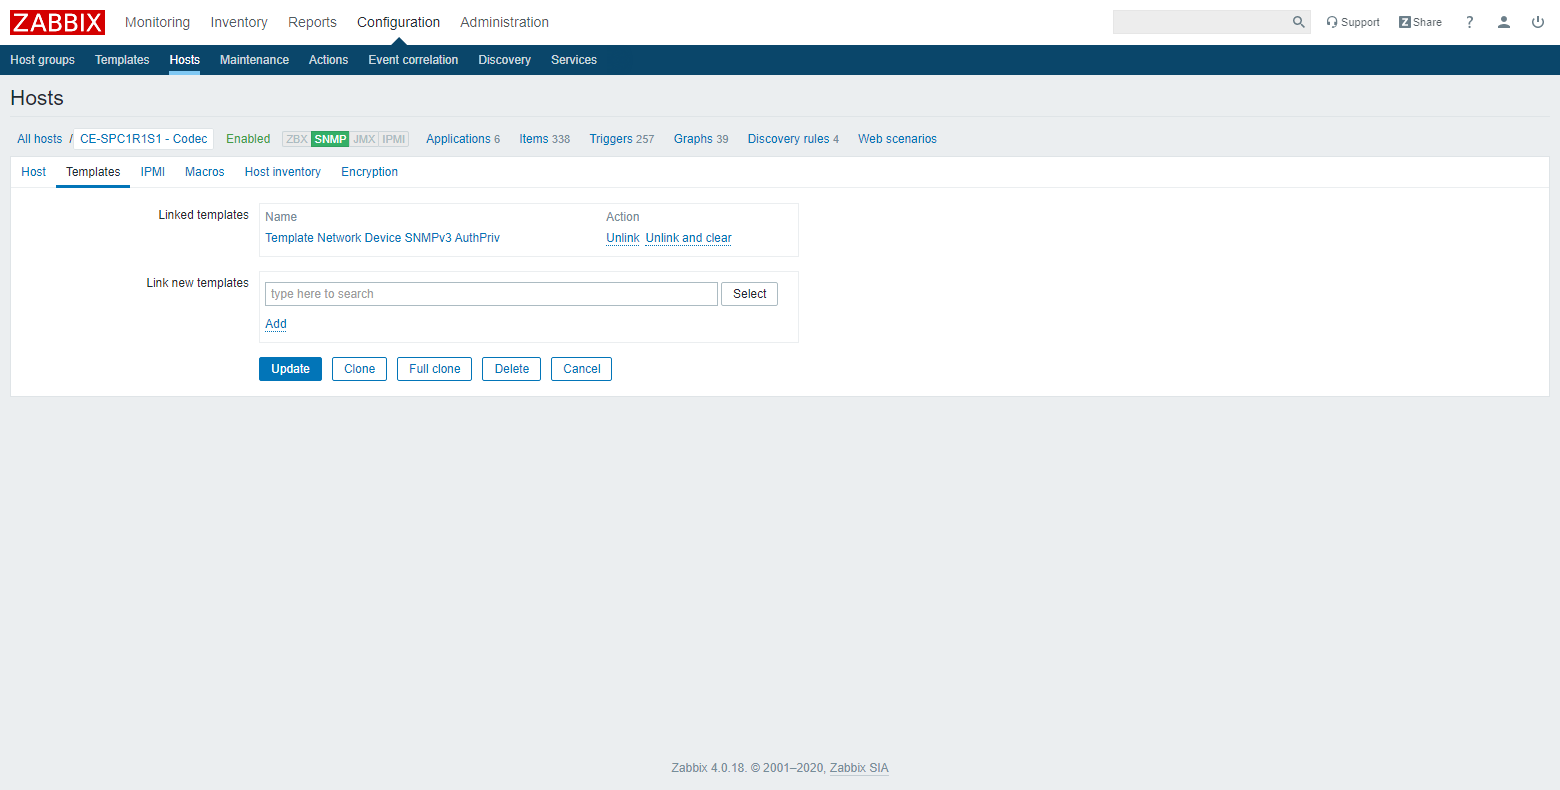 ZABBIX Monitoring Inventory Reports Configuration Administration Support Z Share ?
Host groups Templates Hosts Maintenance Actions Event correlation Discovery Services
Hosts
All hosts / CE-SPC1R1S1 - Codec Enabled ZBX SNMP JMX IPMI Applications 6 Items 338 Triggers 257 Graphs 39 Discovery rules 4 Web scenarios
Host Templates IPMI Macros Host inventory Encryption
Linked templates Name Action
Template Network Device SNMPv3 AuthPriv Unlink Unlink and clear
Link new templates
type here to search Select
Add
Update Clone Full clone Delete Cancel
Zabbix 4.0.18. © 2001–2020, Zabbix SIA